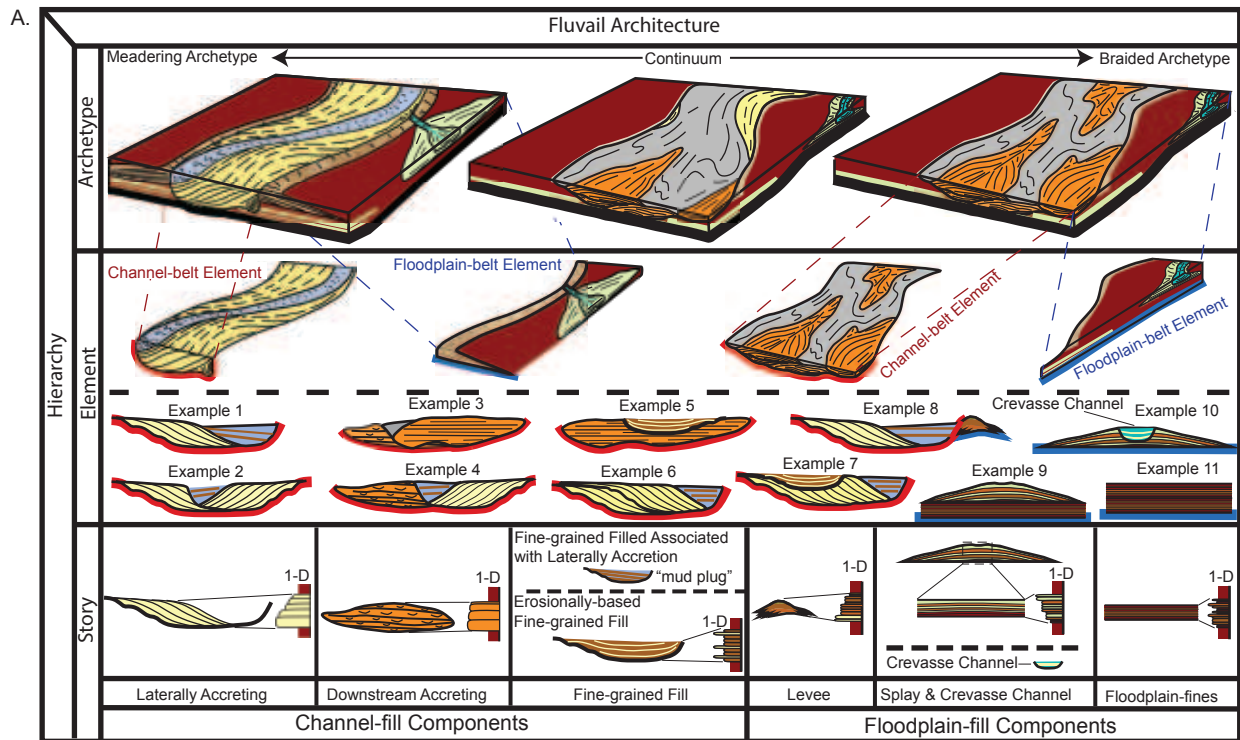 A.
Fluvail Architecture
Hierarchy
Archetype
Meadering Archetype
Continuum
Braided Archetype
Element
Channel-belt Element
Floodplain-belt Element
Channel-belt Element
Floodplain-belt Element
Example 1
Example 3
Example 5
Example 8
Crevasse Channel
Example 10
Example 2
Example 4
Example 6
Example 7
Example 9
Example 11
Story
1-D
1-D
Fine-grained Filled Associated
with Laterally Accretion
“mud plug”
Erosionally-based
Fine-grained Fill
1-D
1-D
1-D
Crevasse Channel
1-D
Laterally Accreting
Downstream Accreting
Fine-grained Fill
Levee
Splay & Crevasse Channel
Floodplain-fines
Channel-fill Components
Floodplain-fill Components